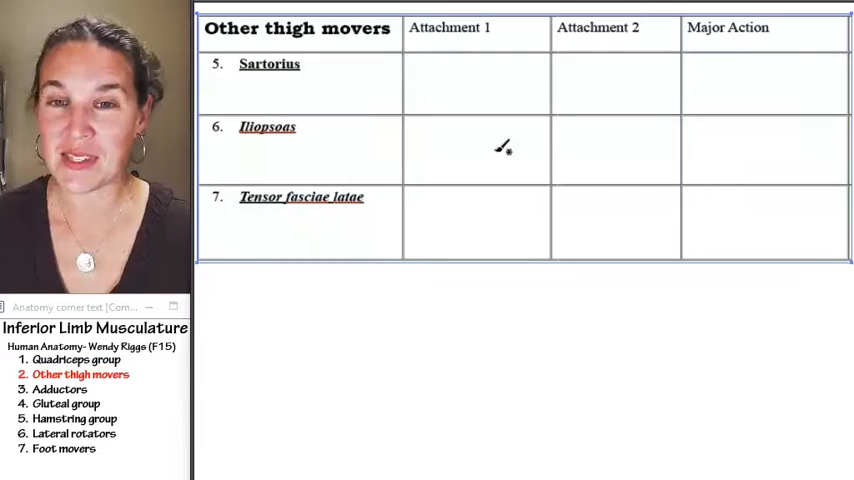 Other thigh movers Attachment 1 Attachment 2 Major Action
5. Sartorius
6. Iliopsoas
7. Tensor fasciae latae
Anatomy corner text [Com...
Inferior Limb Musculature
Human Anatomy- Wendy Riggs (F15)
1. Quadriceps group
2. Other thigh movers
3. Adductors
4. Gluteal group
5. Hamstring group
6. Lateral rotators
7. Foot movers